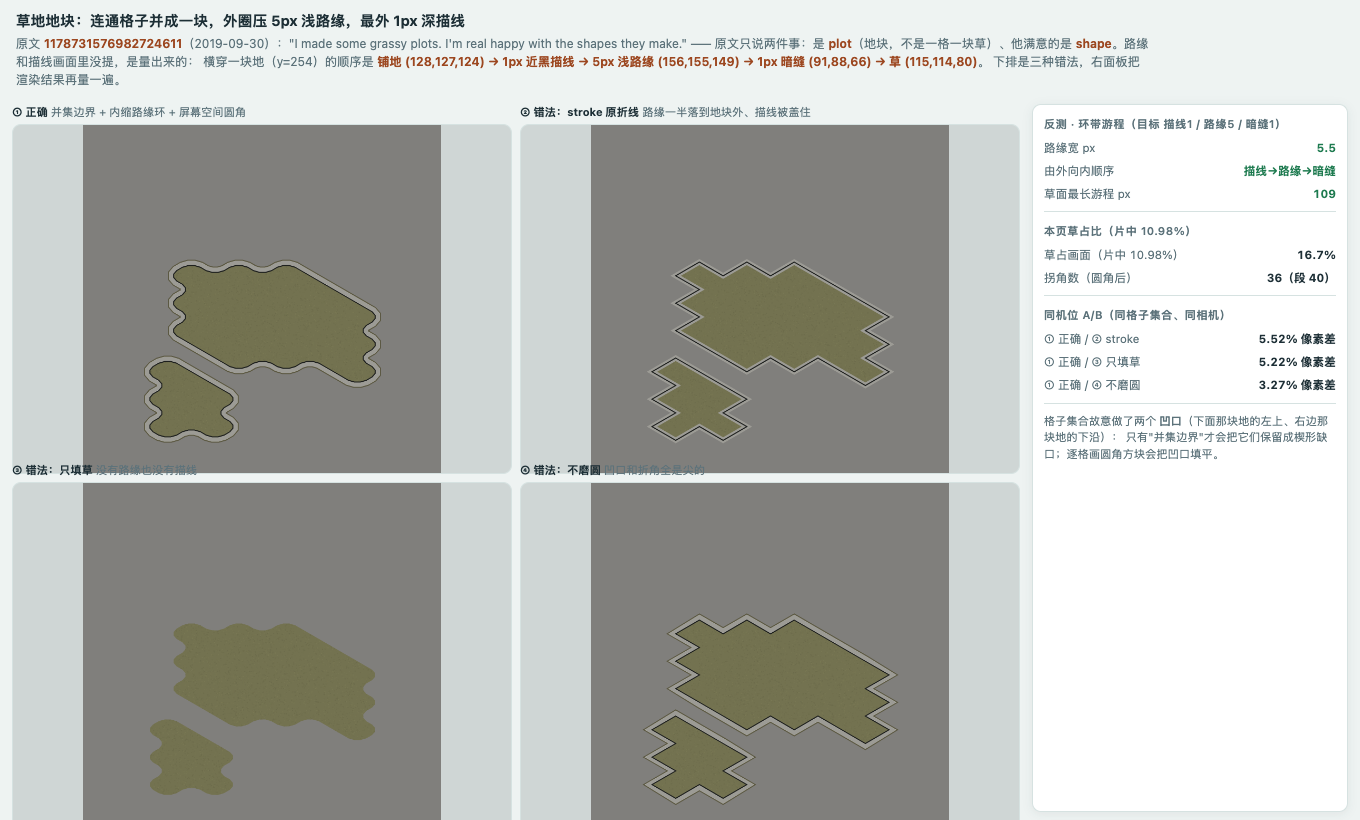 草地地块：连通格子并成一块，外圈压 5px 浅路缘，最外 1px 深描线
原文 1178731576982724611（2019-09-30）："I made some grassy plots. I'm real happy with the shapes they make." —— 原文只说两件事：是 plot（地块，不是一格一块草）、他满意的是 shape。路缘
和描线画面里没提，是量出来的： 横穿一块地（y=254）的顺序是 铺地 (128,127,124) → 1px 近黑描线 → 5px 浅路缘 (156,155,149) → 1px 暗缝 (91,88,66) → 草 (115,114,80)。 下排是三种错法，右面板把
渲染结果再量一遍。
① 正确 并集边界 + 内缩路缘环 + 屏幕空间圆角
② 错法：stroke 原折线 路缘一半落到地块外、描线被盖住
③ 错法：只填草 没有路缘也没有描线
④ 错法：不磨圆 凹口和折角全是尖的
反测 · 环带游程（目标 描线1 / 路缘5 / 暗缝1）
路缘宽 px 5.5
由外向内顺序 描线→路缘→暗缝
草面最长游程 px 109
本页草占比（片中 10.98%）
草占画面（片中 10.98%） 16.7%
拐角数（圆角后） 36（段 40）
同机位 A/B（同格子集合、同相机）
① 正确 / ② stroke 5.52% 像素差
① 正确 / ③ 只填草 5.22% 像素差
① 正确 / ④ 不磨圆 3.27% 像素差
格子集合故意做了两个 凹口（下面那块地的左上、右边那
块地的下沿）： 只有"并集边界"才会把它们保留成楔形缺
口；逐格画圆角方块会把凹口填平。